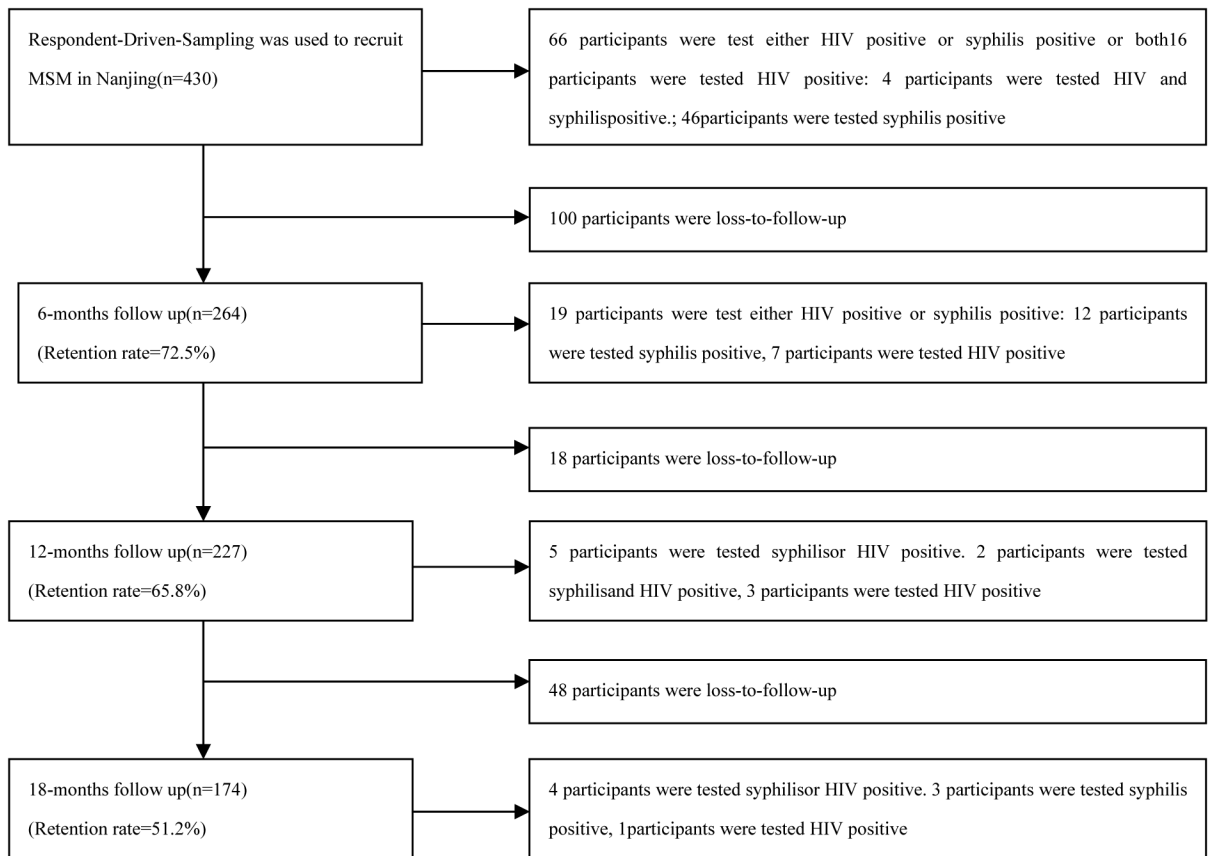 Respondent-Driven-Sampling was used to recruit
MSM in Nanjing(n=430)
66 participants were test either HIV positive or syphilis positive or both16
participants were tested HIV positive: 4 participants were tested HIV and
syphilispositive.; 46participants were tested syphilis positive
100 participants were loss-to-follow-up
6-months follow up(n=264)
(Retention rate=72.5%)
19 participants were test either HIV positive or syphilis positive: 12 participants
were tested syphilis positive, 7 participants were tested HIV positive
18 participants were loss-to-follow-up
12-months follow up(n=227)
(Retention rate=65.8%)
5 participants were tested syphilisor HIV positive. 2 participants were tested
syphilisand HIV positive, 3 participants were tested HIV positive
48 participants were loss-to-follow-up
18-months follow up(n=174)
(Retention rate=51.2%)
4 participants were tested syphilisor HIV positive. 3 participants were tested syphilis
positive, 1participants were tested HIV positive